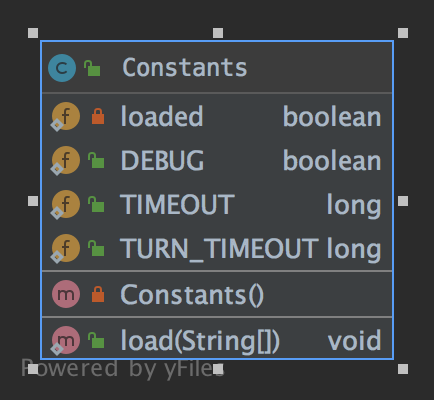 C Constants
f loaded boolean
f DEBUG boolean
f TIMEOUT long
f TURN_TIMEOUT long
m Constants()
m load(String[]) void
Powered by yFiles